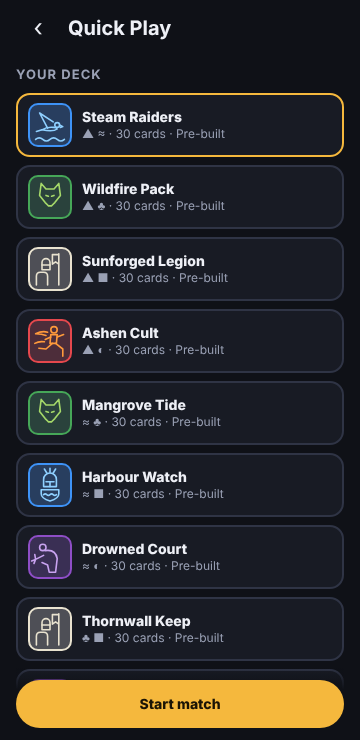 ‹ Quick Play
YOUR DECK
Steam Raiders
▲ ≈ · 30 cards · Pre-built
Wildfire Pack
▲ ♣ · 30 cards · Pre-built
Sunforged Legion
▲ ■ · 30 cards · Pre-built
Ashen Cult
▲ ◖ · 30 cards · Pre-built
Mangrove Tide
≈ ♣ · 30 cards · Pre-built
Harbour Watch
≈ ■ · 30 cards · Pre-built
Drowned Court
≈ ◖ · 30 cards · Pre-built
Thornwall Keep
♣ ■ · 30 cards · Pre-built
Start match